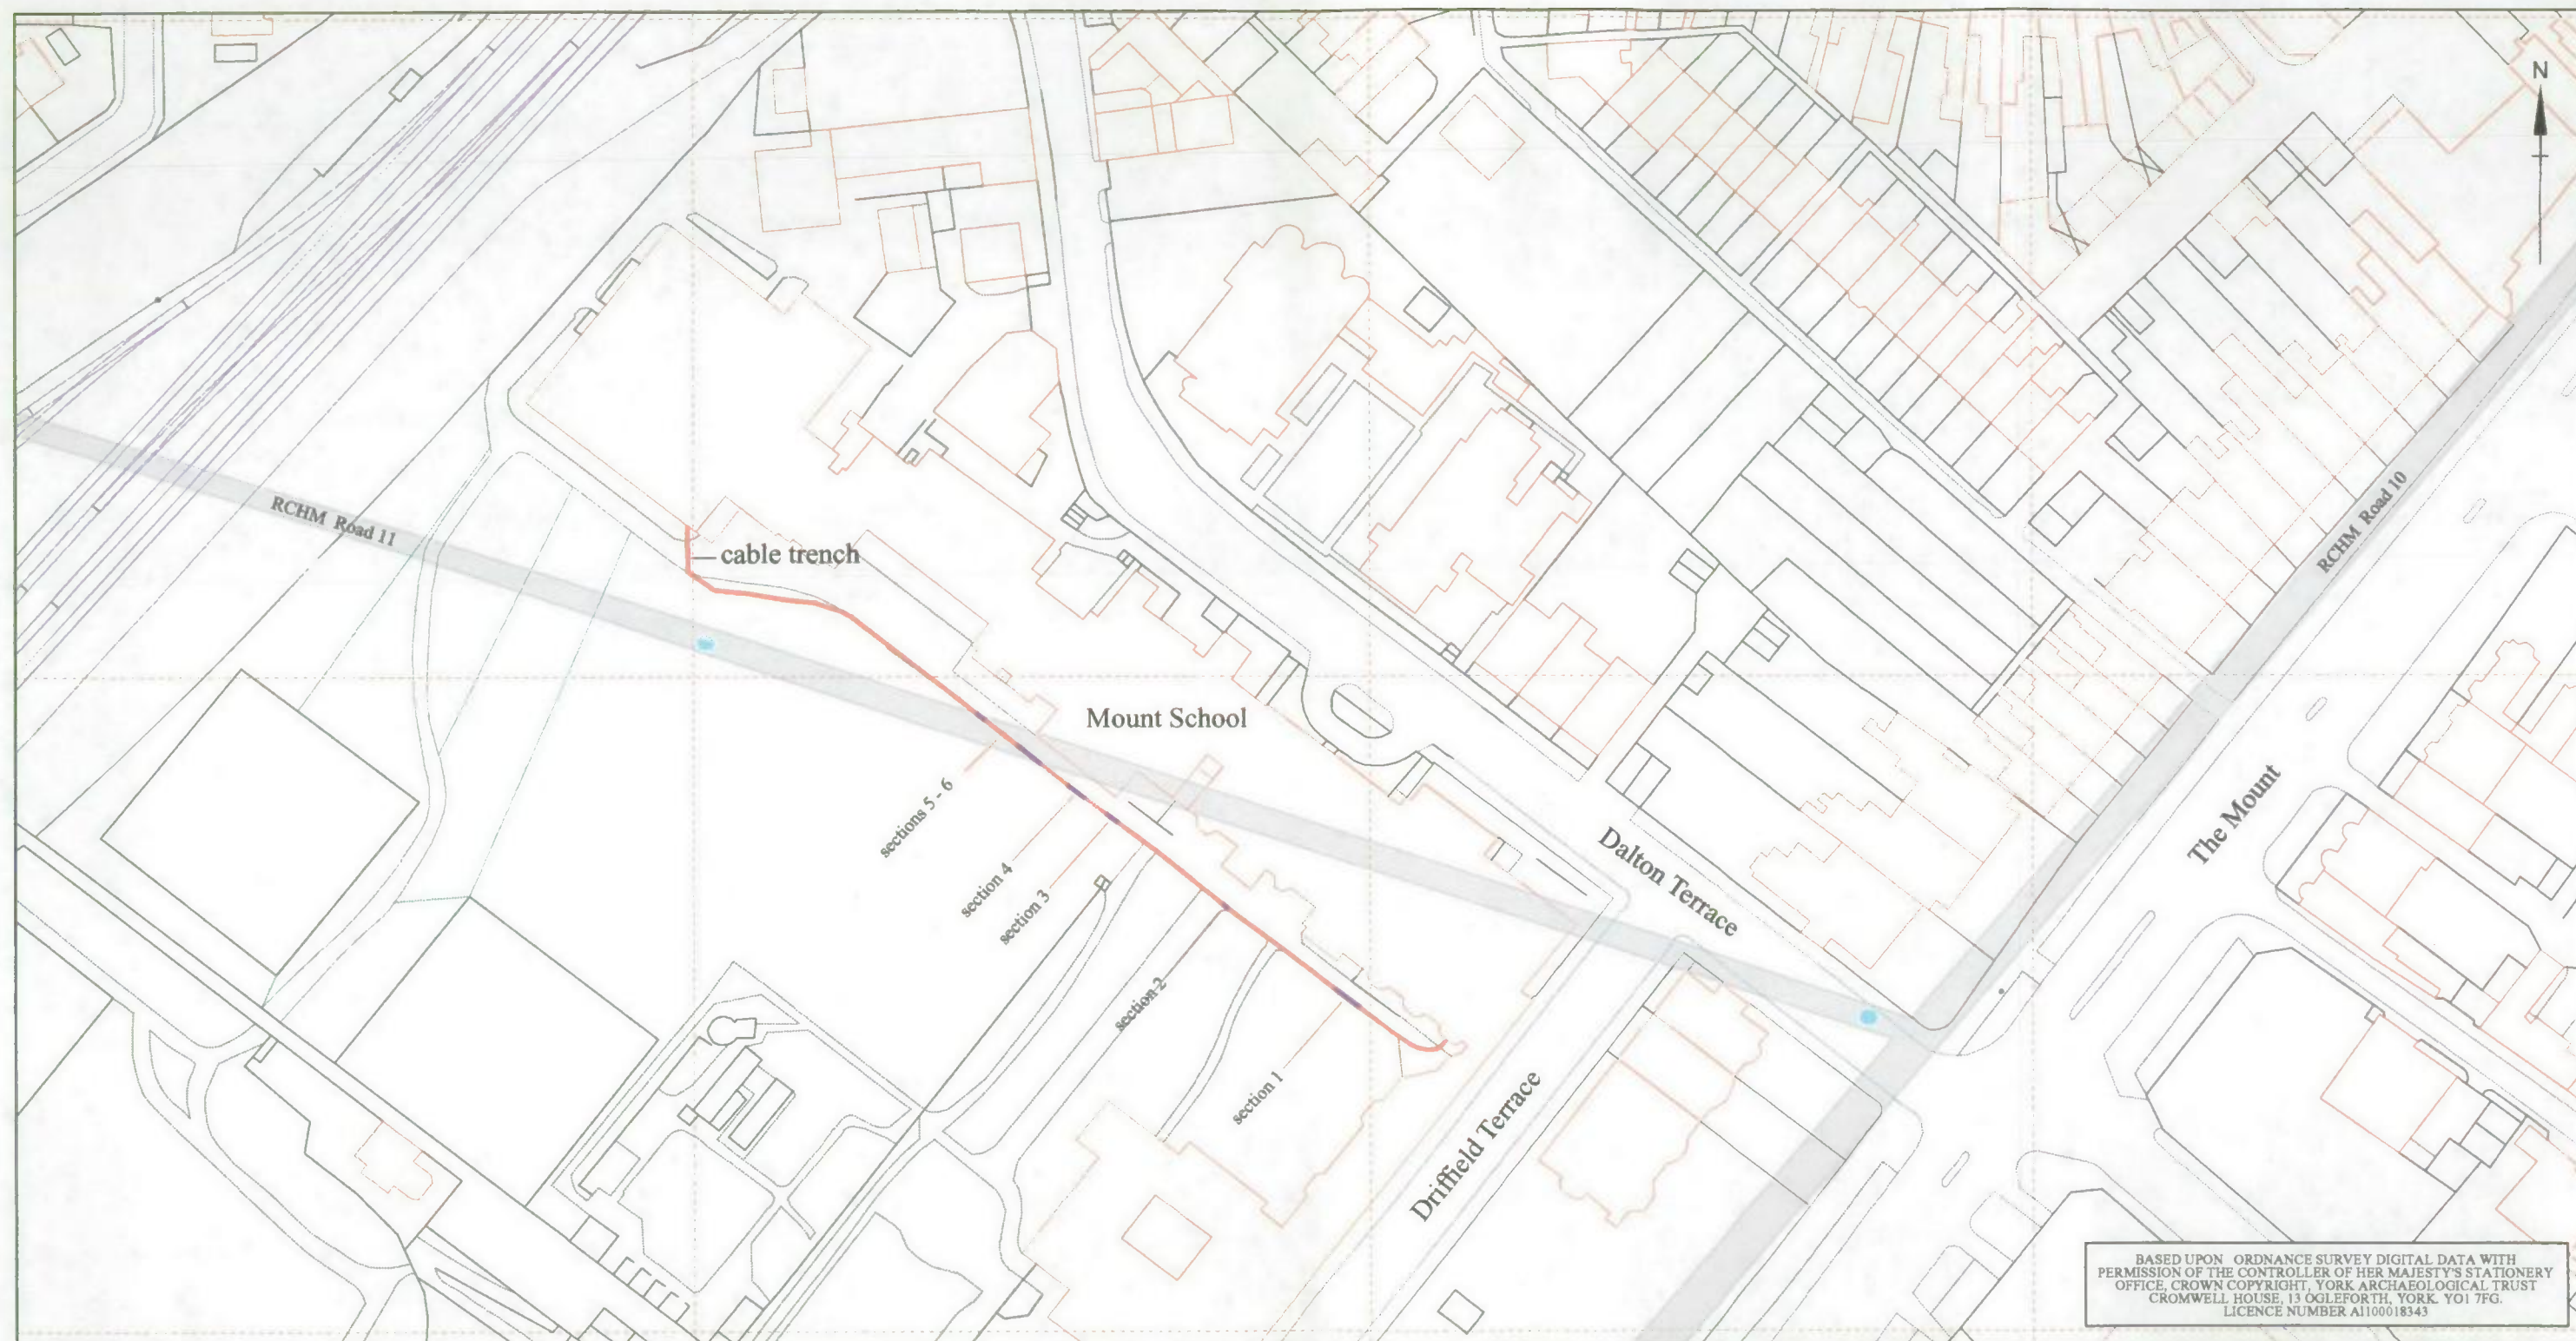 N
RCHM Road 11
cable trench
RCHM Road 10
Mount School
The Mount
sections 5 - 6
section 4
section 3
Dalton Terrace
section 2
section 1
Driffield Terrace
BASED UPON ORDNANCE SURVEY DIGITAL DATA WITH
PERMISSION OF THE CONTROLLER OF HER MAJESTY'S STATIONERY
OFFICE, CROWN COPYRIGHT, YORK ARCHAEOLOGICAL TRUST
CROMWELL HOUSE, 13 OGLEFORTH, YORK. YO1 7FG.
LICENCE NUMBER A1100018343